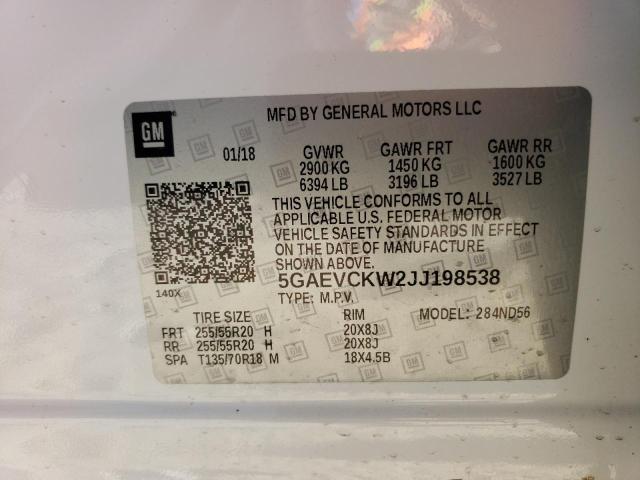 MFD BY GENERAL MOTORS LLC
GM
01/18 GVWR GAWR FRT GAWR RR
2900 KG 1450 KG 1600 KG
6394 LB 3196 LB 3527 LB
THIS VEHICLE CONFORMS TO ALL
APPLICABLE U.S. FEDERAL MOTOR
VEHICLE SAFETY STANDARDS IN EFFECT
ON THE DATE OF MANUFACTURE
SHOWN ABOVE.
140X
5GAEVCKW2JJ198538
TYPE: M.P.V. MODEL: 284ND56
TIRE SIZE RIM
FRT 255/55R20 H 20X8J
RR 255/55R20 H 20X8J
SPA T135/70R18 M 18X4.5B